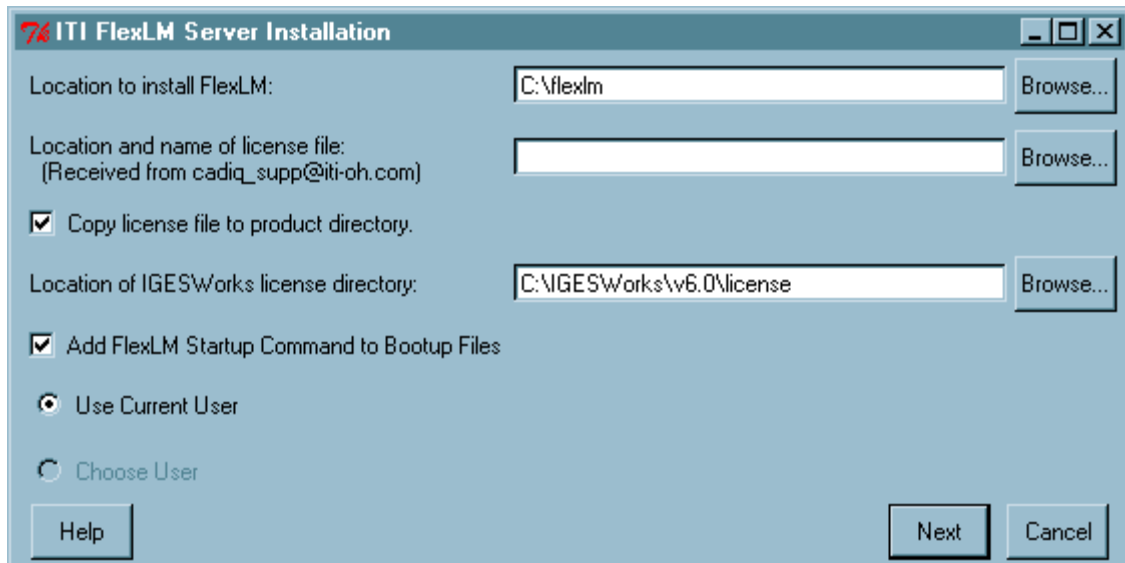 ITI FlexLM Server Installation
Location to install FlexLM:
C:\flexlm
Browse...
Location and name of license file:
(Received from cadiq_supp@iti-oh.com)
Browse...
Copy license file to product directory.
Location of IGESWorks license directory:
C:\IGESWorks\v6.0\license
Browse...
Add FlexLM Startup Command to Bootup Files
Use Current User
Choose User
Help
Next
Cancel